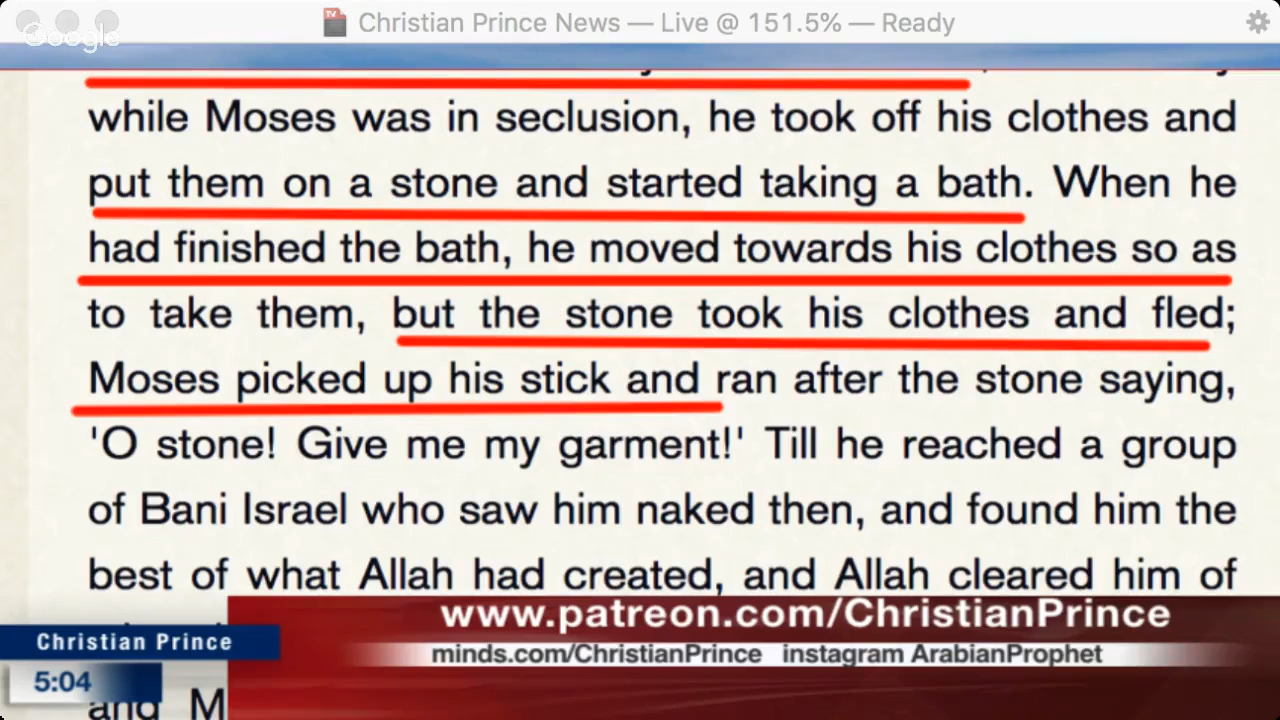 Christian Prince News — Live @ 151.5% — Ready
Google
while Moses was in seclusion, he took off his clothes and
put them on a stone and started taking a bath. When he
had finished the bath, he moved towards his clothes so as
to take them, but the stone took his clothes and fled;
Moses picked up his stick and ran after the stone saying,
'O stone! Give me my garment!' Till he reached a group
of Bani Israel who saw him naked then, and found him the
best of what Allah had created, and Allah cleared him of
and M
www.patreon.com/ChristianPrince
Christian Prince
minds.com/ChristianPrince instagram ArabianProphet
5:04